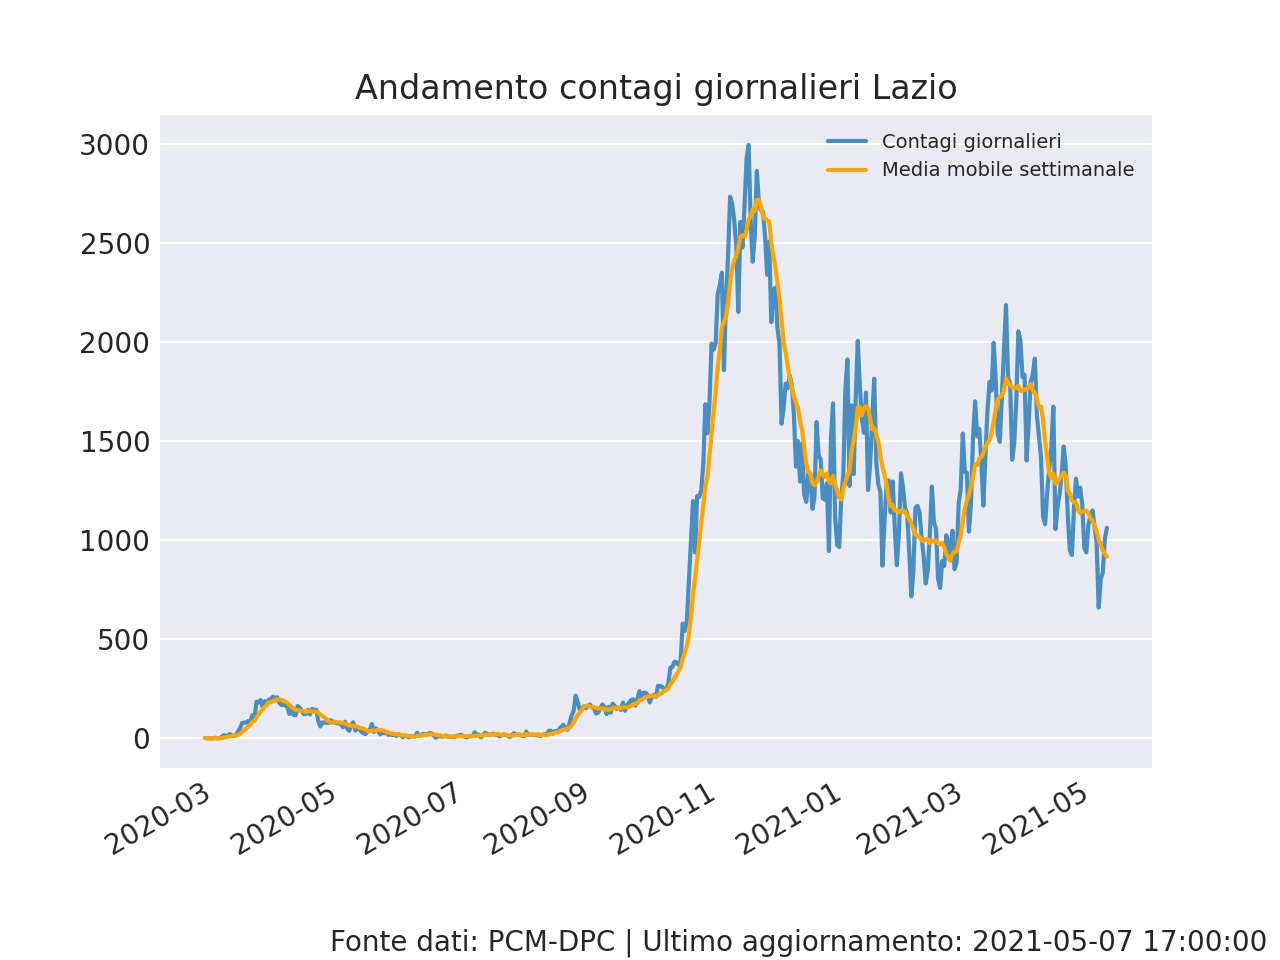 Andamento contagi giornalieri Lazio
Contagi giornalieri
Media mobile settimanale
3000
2500
2000
1500
1000
500
0
2020-03 2020-05 2020-07 2020-09 2020-11 2021-01 2021-03 2021-05
Fonte dati: PCM-DPC | Ultimo aggiornamento: 2021-05-07 17:00:00